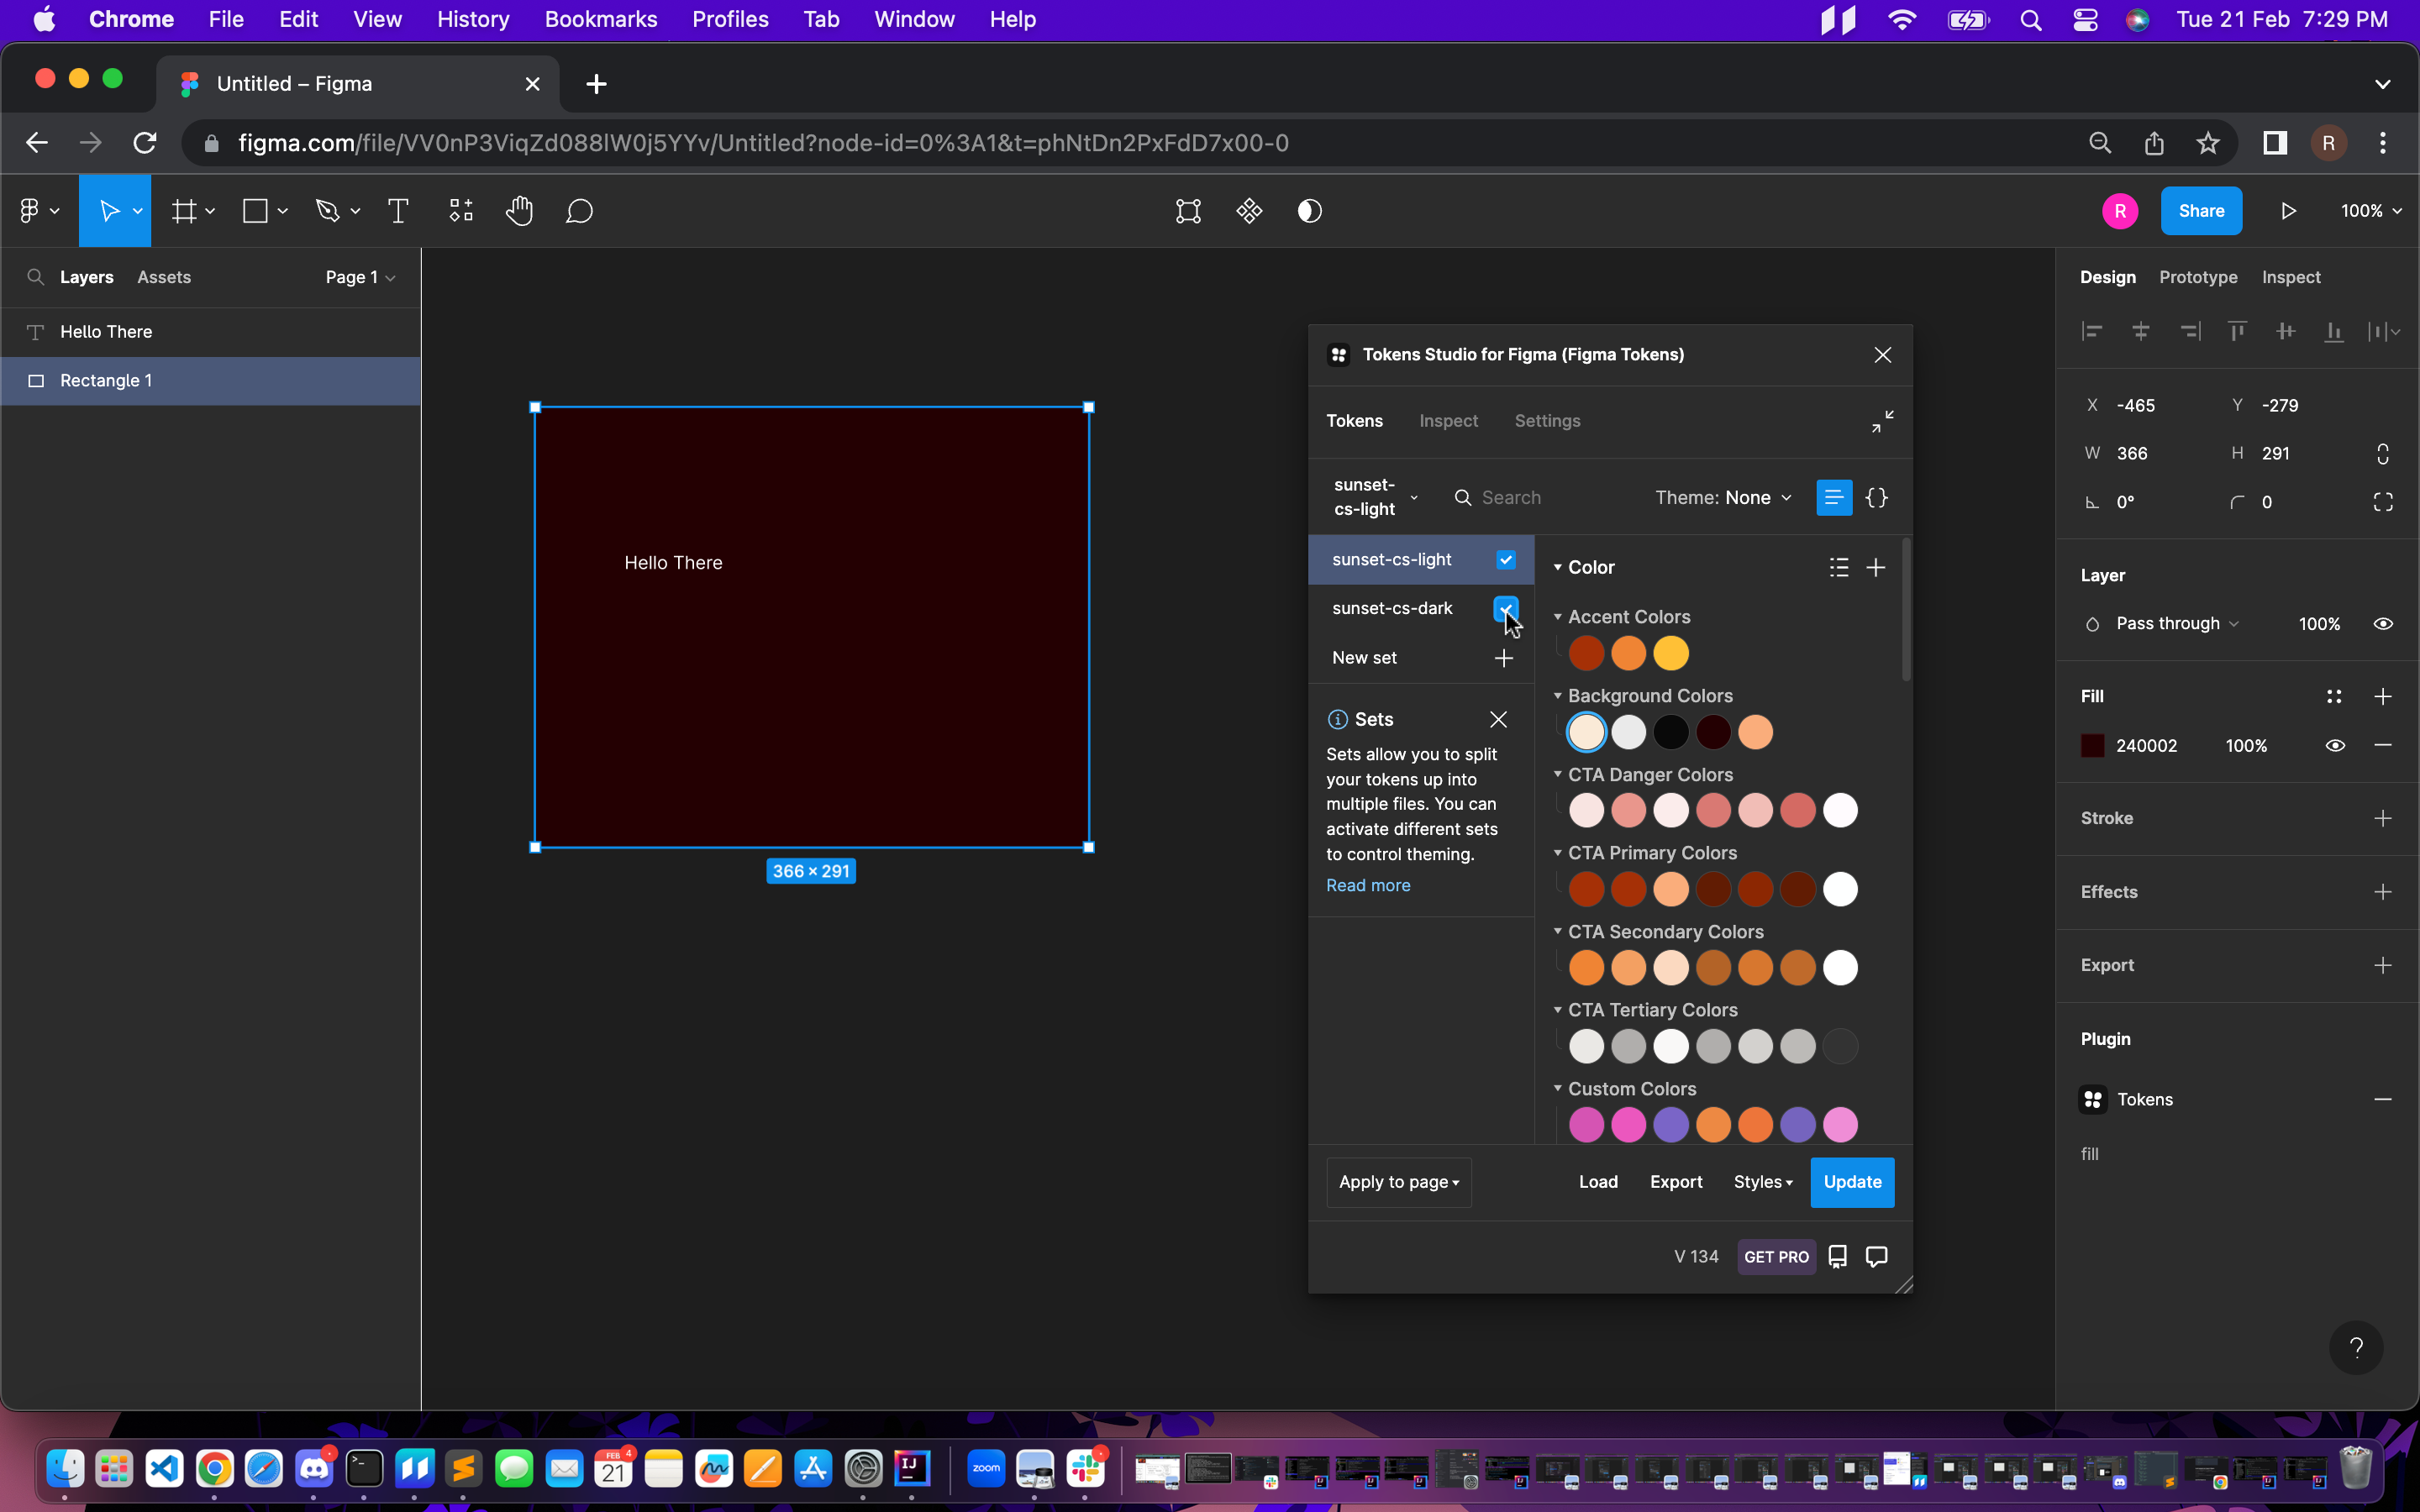 Chrome File Edit View History Bookmarks Profiles Tab Window Help Tue 21 Feb 7:29 PM
Untitled – Figma
figma.com/file/VV0nP3ViqZd088lW0j5YYv/Untitled?node-id=0%3A1&t=phNtDn2PxFdD7x00-0 R
R Share 100%
Layers Assets Page 1
Hello There
Rectangle 1
Hello There
366 × 291
Tokens Studio for Figma (Figma Tokens)
Tokens Inspect Settings
sunset-
cs-light
Search Theme: None {}
sunset-cs-light
sunset-cs-dark
New set
Sets
Sets allow you to split
your tokens up into
multiple files. You can
activate different sets
to control theming.
Read more
Color
Accent Colors
Background Colors
CTA Danger Colors
CTA Primary Colors
CTA Secondary Colors
CTA Tertiary Colors
Custom Colors
Apply to page Load Export Styles Update
V 134 GET PRO
Design Prototype Inspect
X -465 Y -279
W 366 H 291
0° 0
Layer
Pass through 100%
Fill
240002 100%
Stroke
Effects
Export
Plugin
Tokens
fill
?
FEB 21 4 IJ zoom